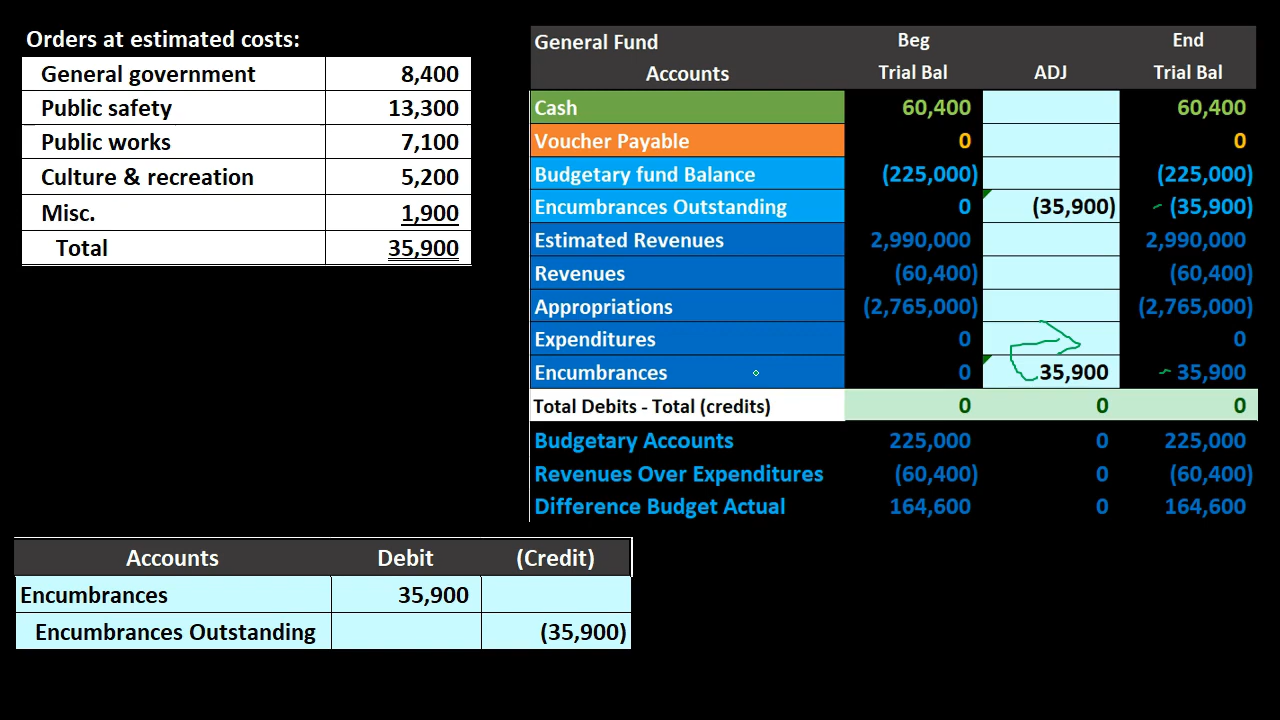 Orders at estimated costs:
General government 8,400
Public safety 13,300
Public works 7,100
Culture & recreation 5,200
Misc. 1,900
Total 35,900
General Fund Beg End
Accounts Trial Bal ADJ Trial Bal
Cash 60,400 60,400
Voucher Payable 0 0
Budgetary fund Balance (225,000) (225,000)
Encumbrances Outstanding 0 (35,900) (35,900)
Estimated Revenues 2,990,000 2,990,000
Revenues (60,400) (60,400)
Appropriations (2,765,000) (2,765,000)
Expenditures 0 0
Encumbrances 0 35,900 35,900
Total Debits - Total (credits) 0 0 0
Budgetary Accounts 225,000 0 225,000
Revenues Over Expenditures (60,400) 0 (60,400)
Difference Budget Actual 164,600 0 164,600
Accounts Debit (Credit)
Encumbrances 35,900
Encumbrances Outstanding (35,900)